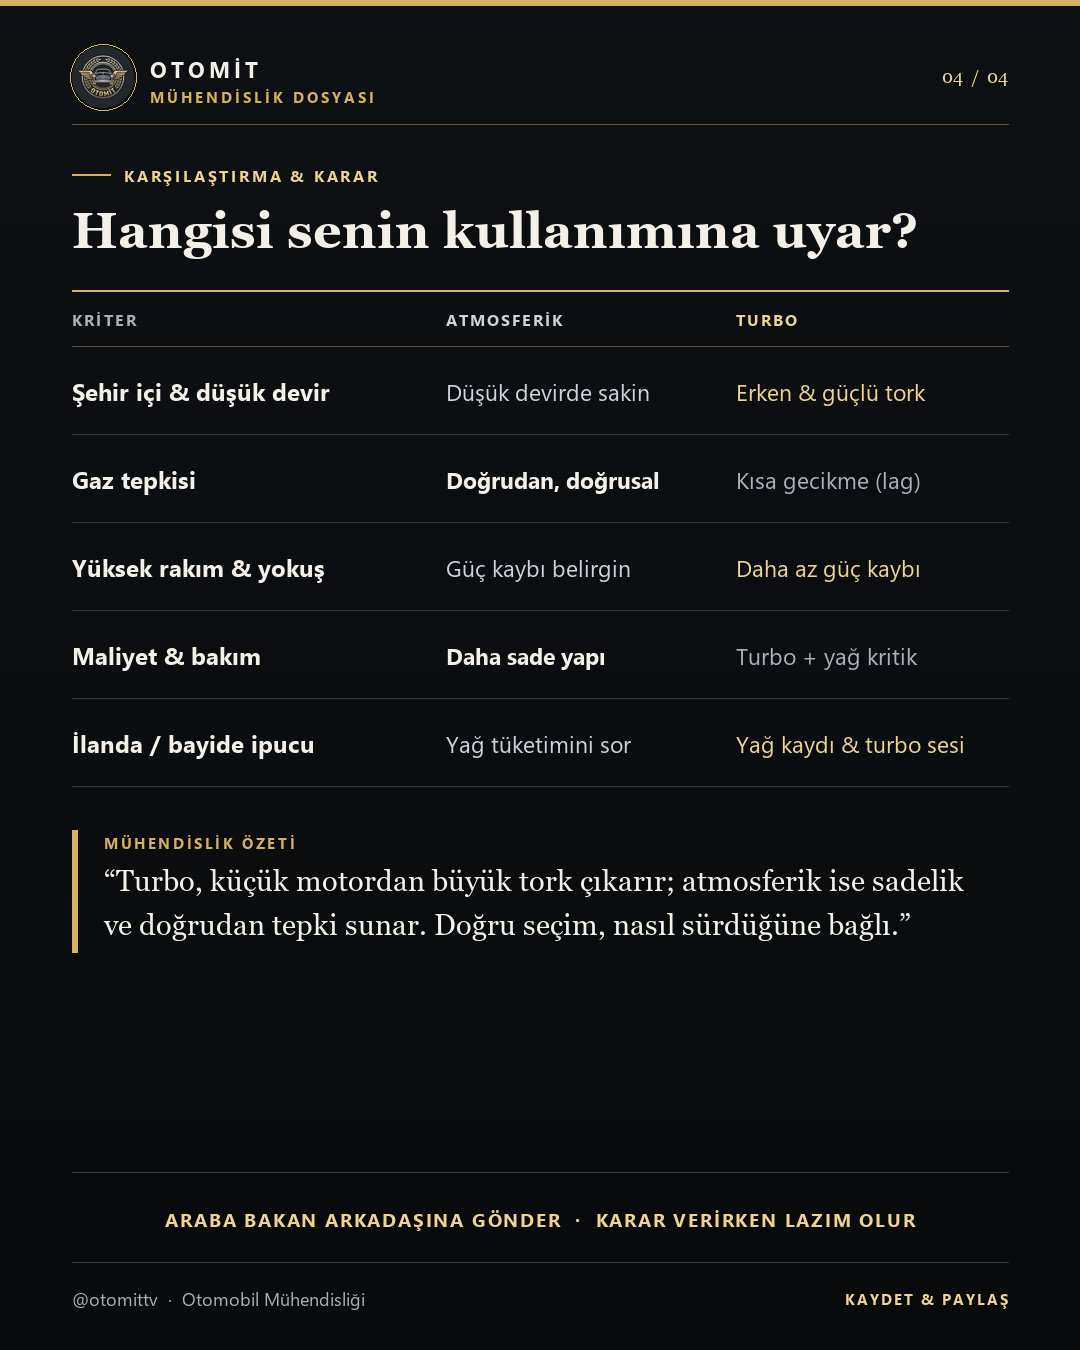 OTOMİT
OTOMİT
MÜHENDİSLİK DOSYASI
04 / 04
KARŞILAŞTIRMA & KARAR
Hangisi senin kullanımına uyar?
KRİTER ATMOSFERİK TURBO
Şehir içi & düşük devir Düşük devirde sakin Erken & güçlü tork
Gaz tepkisi Doğrudan, doğrusal Kısa gecikme (lag)
Yüksek rakım & yokuş Güç kaybı belirgin Daha az güç kaybı
Maliyet & bakım Daha sade yapı Turbo + yağ kritik
İlanda / bayide ipucu Yağ tüketimini sor Yağ kaydı & turbo sesi
MÜHENDİSLİK ÖZETİ
“Turbo, küçük motordan büyük tork çıkarır; atmosferik ise sadelik
ve doğrudan tepki sunar. Doğru seçim, nasıl sürdüğüne bağlı.”
ARABA BAKAN ARKADAŞINA GÖNDER · KARAR VERİRKEN LAZIM OLUR
@otomittv · Otomobil Mühendisliği
KAYDET & PAYLAŞ